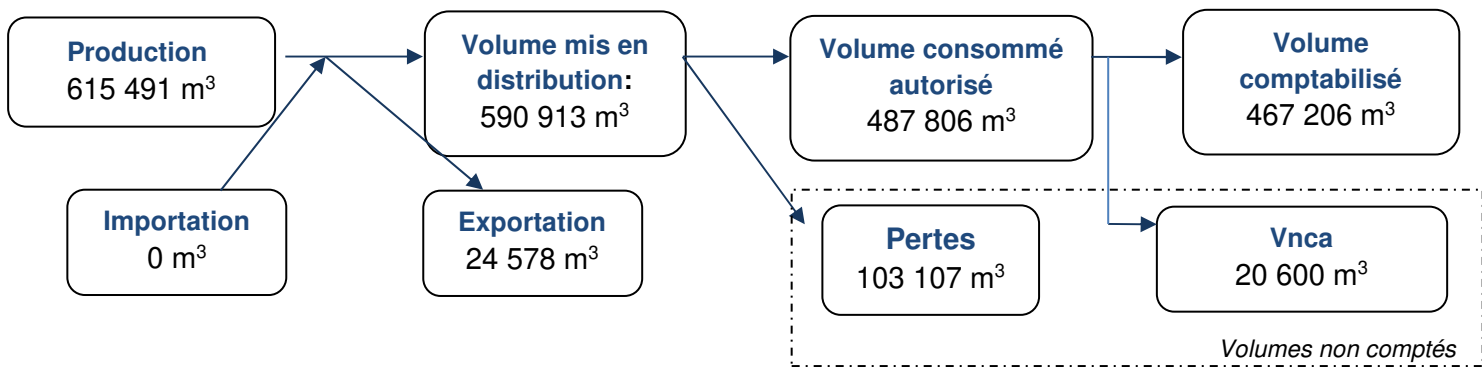 Production
615 491 m³
Volume mis en
distribution:
590 913 m³
Volume consommé
autorisé
487 806 m³
Volume
comptabilisé
467 206 m³
Importation
0 m³
Exportation
24 578 m³
Pertes
103 107 m³
Vnca
20 600 m³
Volumes non comptés